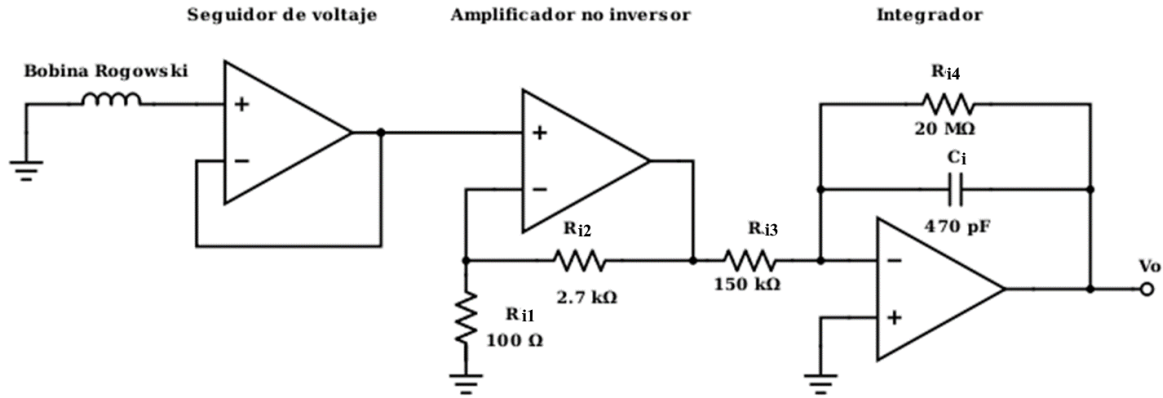 Seguidor de voltaje
Amplificador no inversor
Integrador
Bobina Rogowski
+
−
+
−
Ri1
100 Ω
Ri2
2.7 kΩ
R.i3
150 kΩ
Ri4
20 MΩ
Ci
470 pF
−
+
Vo